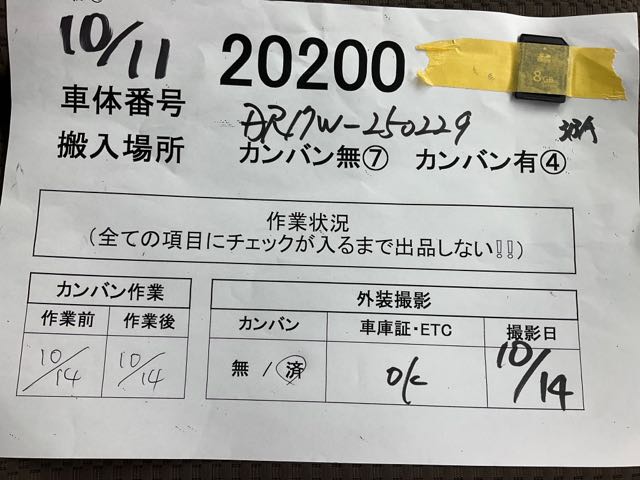 10/11 20200
8GB
車体番号 DR17W-250229
搬入場所 カンバン無⑦ カンバン有④
作業状況
(全ての項目にチェックが入るまで出品しない!!)
カンバン作業
作業前 作業後
10/14 10/14
外装撮影
カンバン 車庫証・ETC 撮影日
無 / 済 O/K 10/14